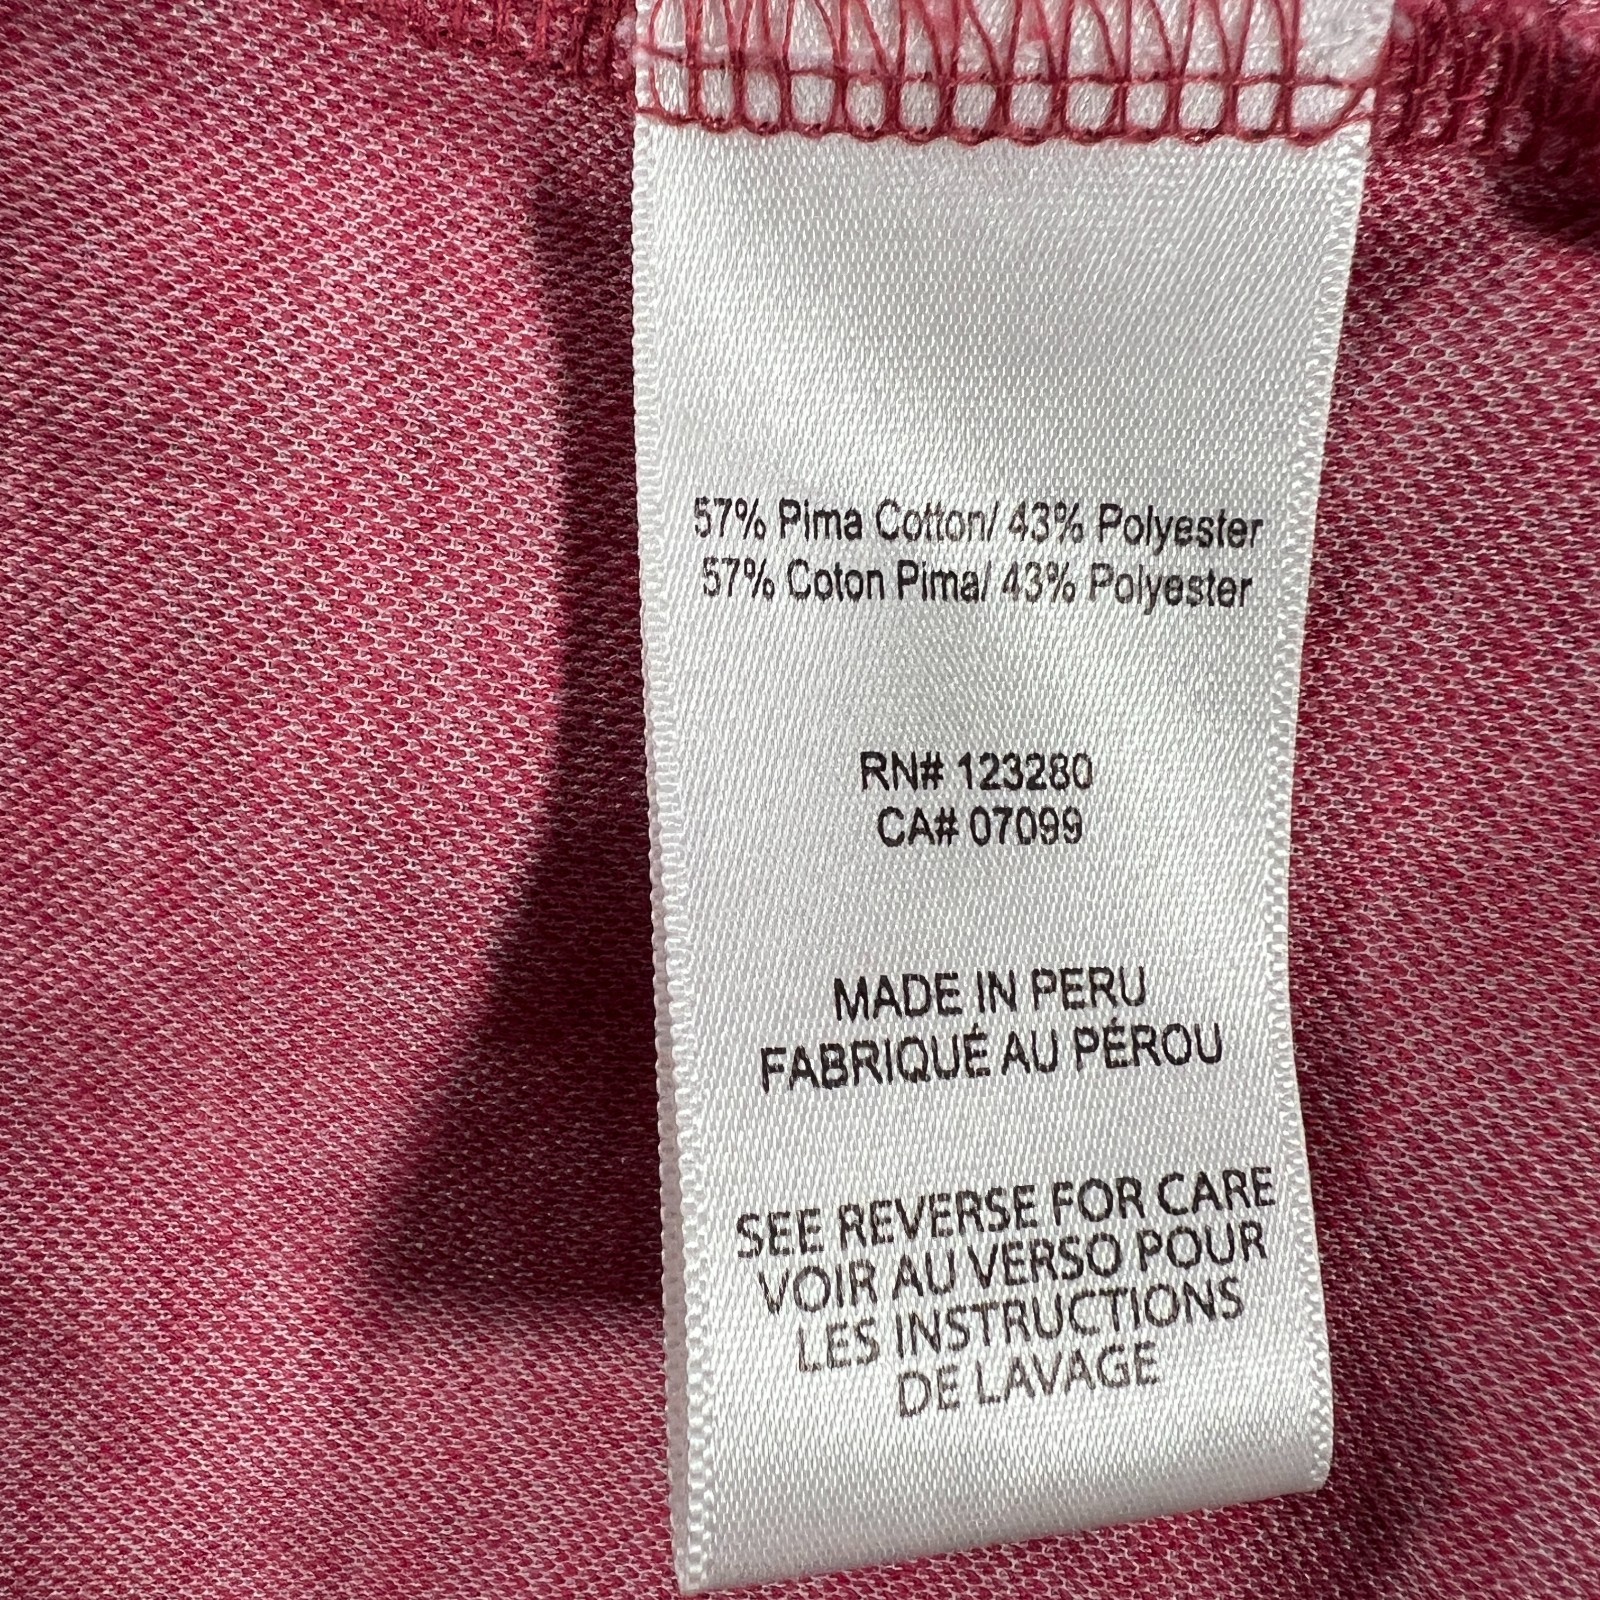 57% Pima Cotton/ 43% Polyester
57% Coton Pima/ 43% Polyester
RN# 123280
CA# 07099
MADE IN PERU
FABRIQUÉ AU PÉROU
SEE REVERSE FOR CARE
VOIR AU VERSO POUR
LES INSTRUCTIONS
DE LAVAGE